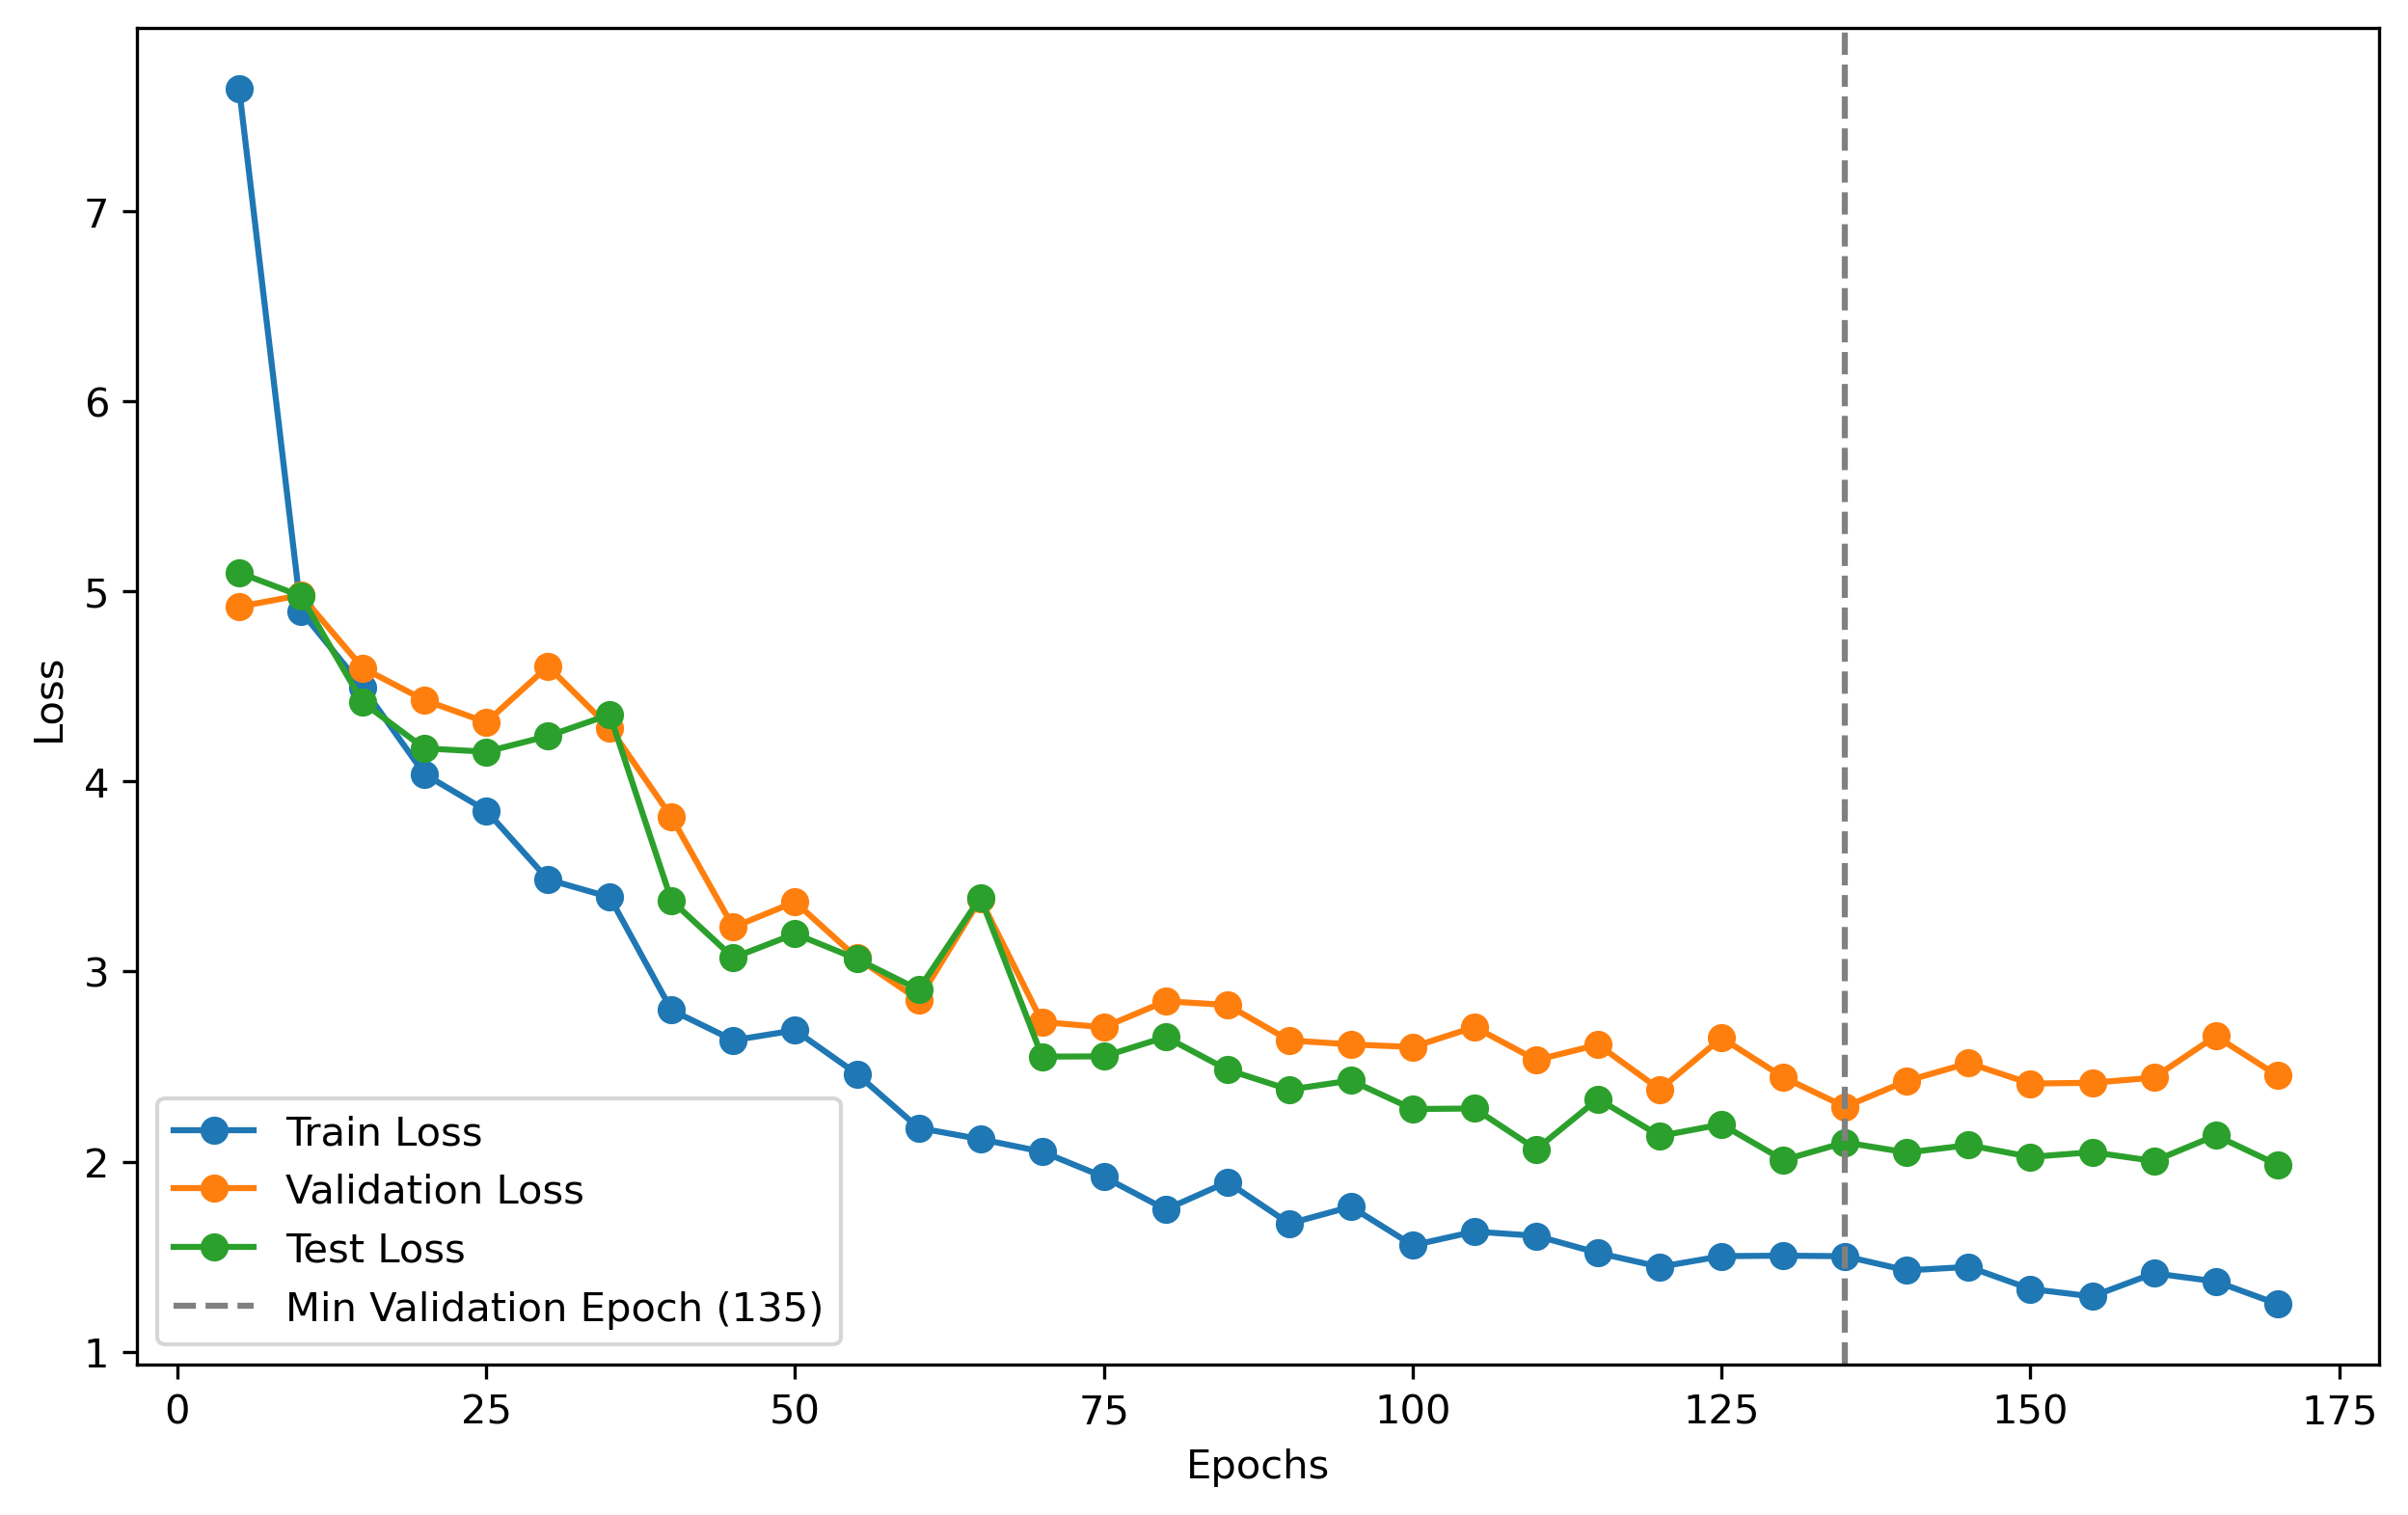 7
6
5
4
3
2
1
Loss
Train Loss
Validation Loss
Test Loss
Min Validation Epoch (135)
0 25 50 75 100 125 150 175
Epochs